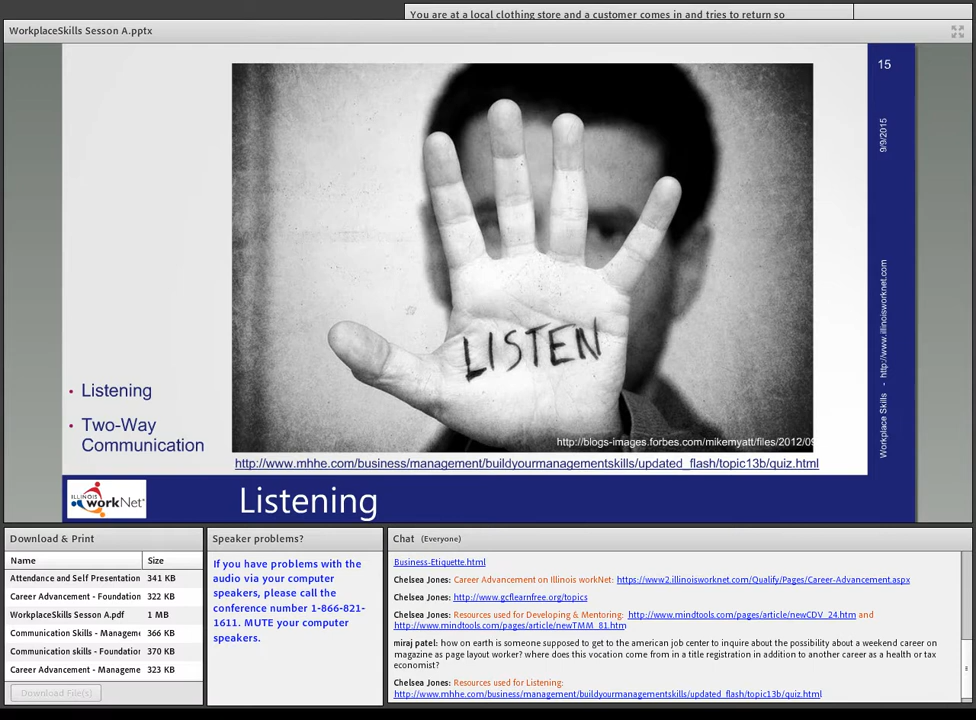 You are at a local clothing store and a customer comes in and tries to return so
WorkplaceSkills Sesson A.pptx
15
9/9/2015
Workplace Skills - http://www.illinoisworknet.com
LISTEN
• Listening
• Two-Way
Communication
http://blogs-images.forbes.com/mikemyatt/files/2012/09
http://www.mhhe.com/business/management/buildyourmanagementskills/updated_flash/topic13b/quiz.html
ILLINOIS
workNet
Listening
Download & Print
Name Size
Attendance and Self Presentation 341 KB
Career Advancement - Foundation 322 KB
WorkplaceSkills Sesson A.pdf 1 MB
Communication Skills - Manageme 366 KB
Communication skills - Foundation 370 KB
Career Advancement - Manageme 323 KB
Download File(s)
Speaker problems?
If you have problems with the
audio via your computer
speakers, please call the
conference number 1-866-821-
1611. MUTE your computer
speakers.
Chat (Everyone)
Business-Etiquette.html
Chelsea Jones: Career Advancement on Illinois workNet: https://www2.illinoisworknet.com/Qualify/Pages/Career-Advancement.aspx
Chelsea Jones: http://www.gcflearnfree.org/topics
Chelsea Jones: Resources used for Developing & Mentoring: http://www.mindtools.com/pages/article/newCDV_24.htm and
http://www.mindtools.com/pages/article/newTMM_81.htm
miraj patel: how on earth is someone supposed to get to the american job center to inquire about the possibility about a weekend career on
magazine as page layout worker? where does this vocation come from in a title registration in addition to another career as a health or tax
economist?
Chelsea Jones: Resources used for Listening:
http://www.mhhe.com/business/management/buildyourmanagementskills/updated_flash/topic13b/quiz.html